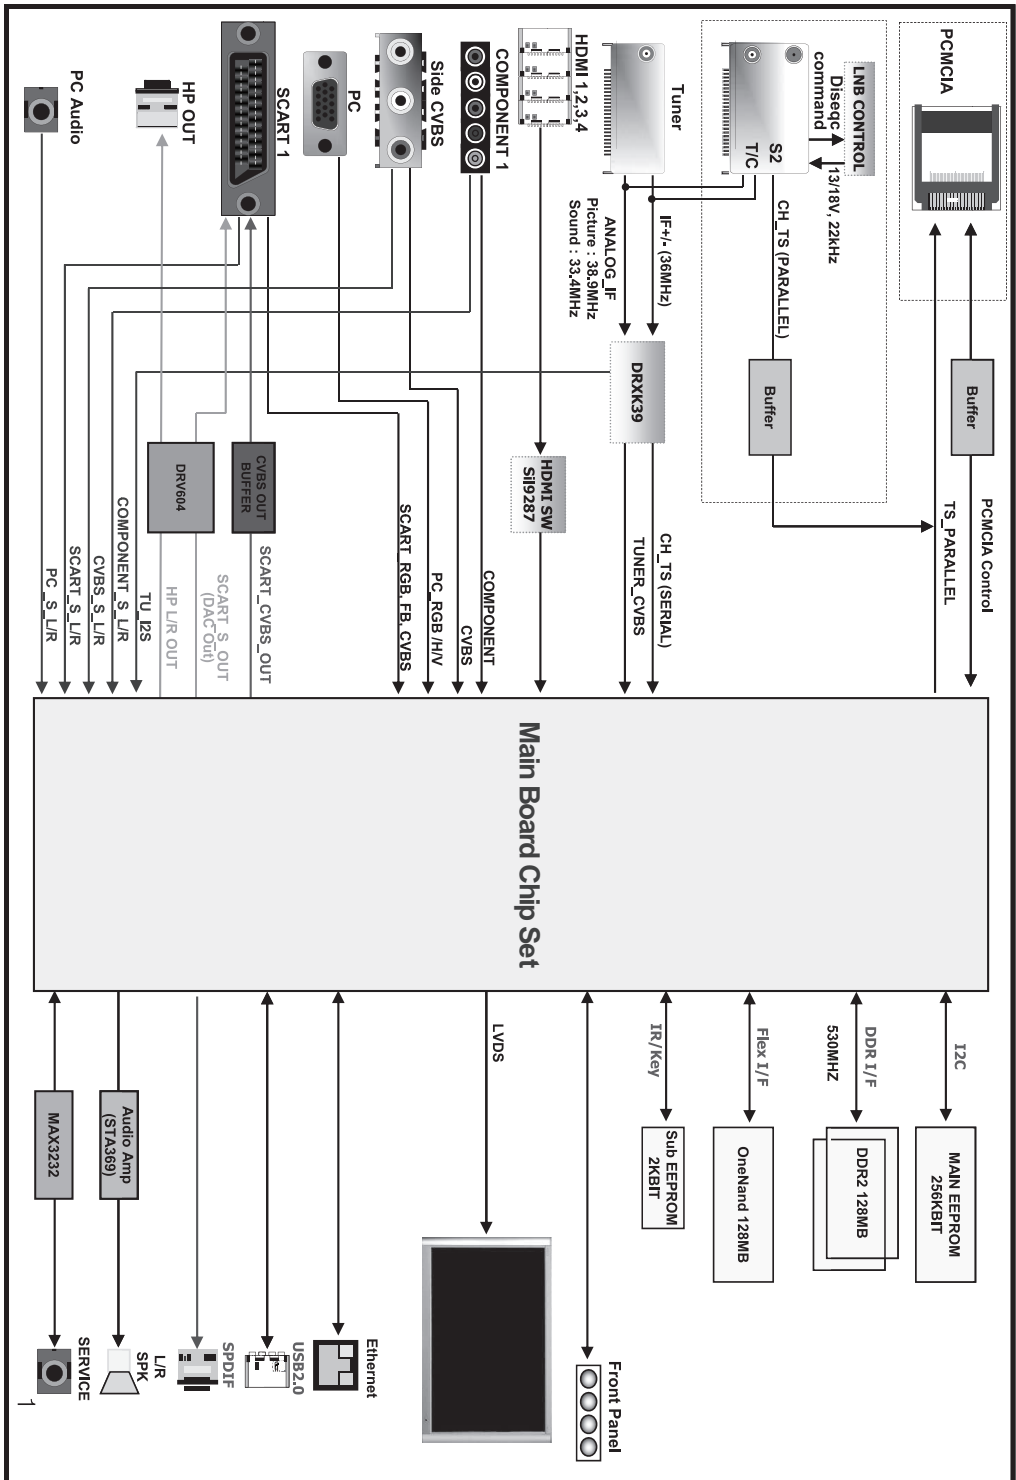 PCMCIA
LNB CONTROL
Diseqc
command
13/18V, 22kHz
S2
T/C
Tuner
HDMI 1,2,3,4
COMPONENT 1
Side CVBS
PC
SCART 1
HP OUT
PC Audio
CH_TS (PARALLEL)
IF+/- (36MHz)
ANALOG_IF
Picture : 38.9MHz
Sound : 33.4MHz
Buffer
Buffer
DRXK39
HDMI SW
Sil9287
CVBS OUT
BUFFER
DRV604
PCMCIA Control
TS_PARALLEL
CH_TS (SERIAL)
TUNER_CVBS
COMPONENT
CVBS
PC_RGB /H/V
SCART_RGB, FB, CVBS
SCART_CVBS_OUT
SCART_S_OUT
(DAC Out)
HP L/R OUT
TU_I2S
COMPONENT_S_L/R
CVBS_S_L/R
SCART_S_L/R
PC_S_L/R
Main Board Chip Set
I2C
DDR I/F
530MHZ
Flex I/F
IR/Key
LVDS
MAIN EEPROM
256KBIT
DDR2 128MB
OneNand 128MB
Sub EEPROM
2KBIT
Audio Amp
(STA369)
MAX3232
Front Panel
Ethernet
USB2.0
SPDIF
L/R
SPK
SERVICE
1